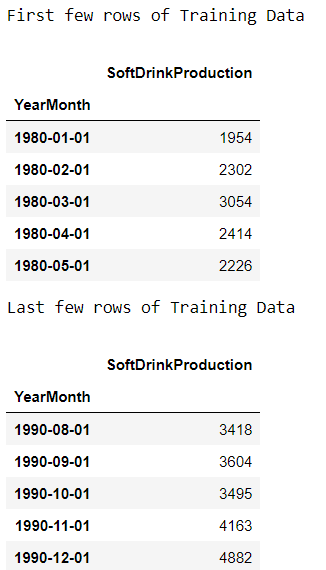 First few rows of Training Data
SoftDrinkProduction
YearMonth
1980-01-01 1954
1980-02-01 2302
1980-03-01 3054
1980-04-01 2414
1980-05-01 2226
Last few rows of Training Data
SoftDrinkProduction
YearMonth
1990-08-01 3418
1990-09-01 3604
1990-10-01 3495
1990-11-01 4163
1990-12-01 4882